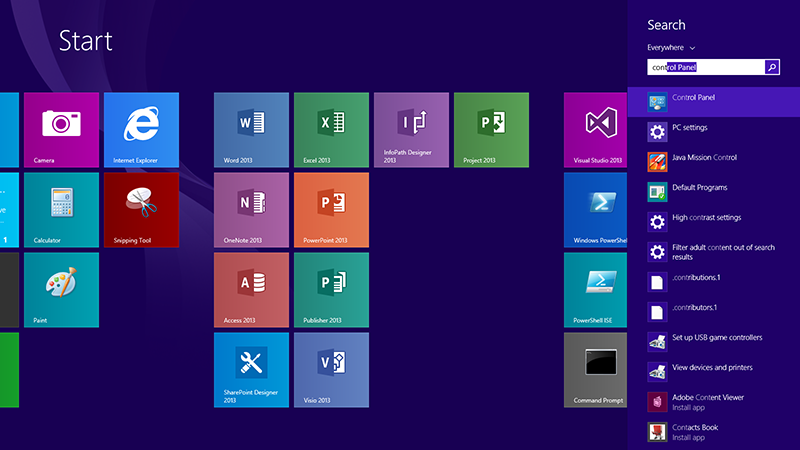 Start
Camera
Internet Explorer
Calculator
Snipping Tool
1
Paint
Word 2013
Excel 2013
InfoPath Designer
2013
Project 2013
OneNote 2013
PowerPoint 2013
Access 2013
Publisher 2013
SharePoint Designer
2013
Visio 2013
Visual Studio 2013
Windows PowerShell
PowerShell ISE
Command Prompt
Search
Everywhere
control Panel
Control Panel
PC settings
Java Mission Control
Default Programs
High contrast settings
Filter adult content out of search
results
.contributions.1
.contributors.1
Set up USB game controllers
View devices and printers
Adobe Content Viewer
Install app
Contacts Book
Install app